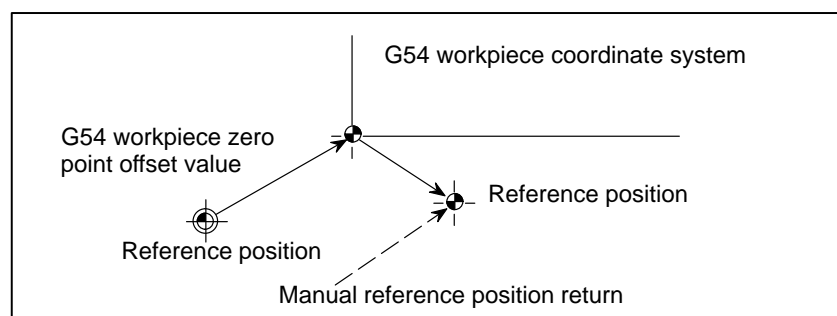 G54 workpiece coordinate system
G54 workpiece zero
point offset value
Reference position
Reference position
Manual reference position return